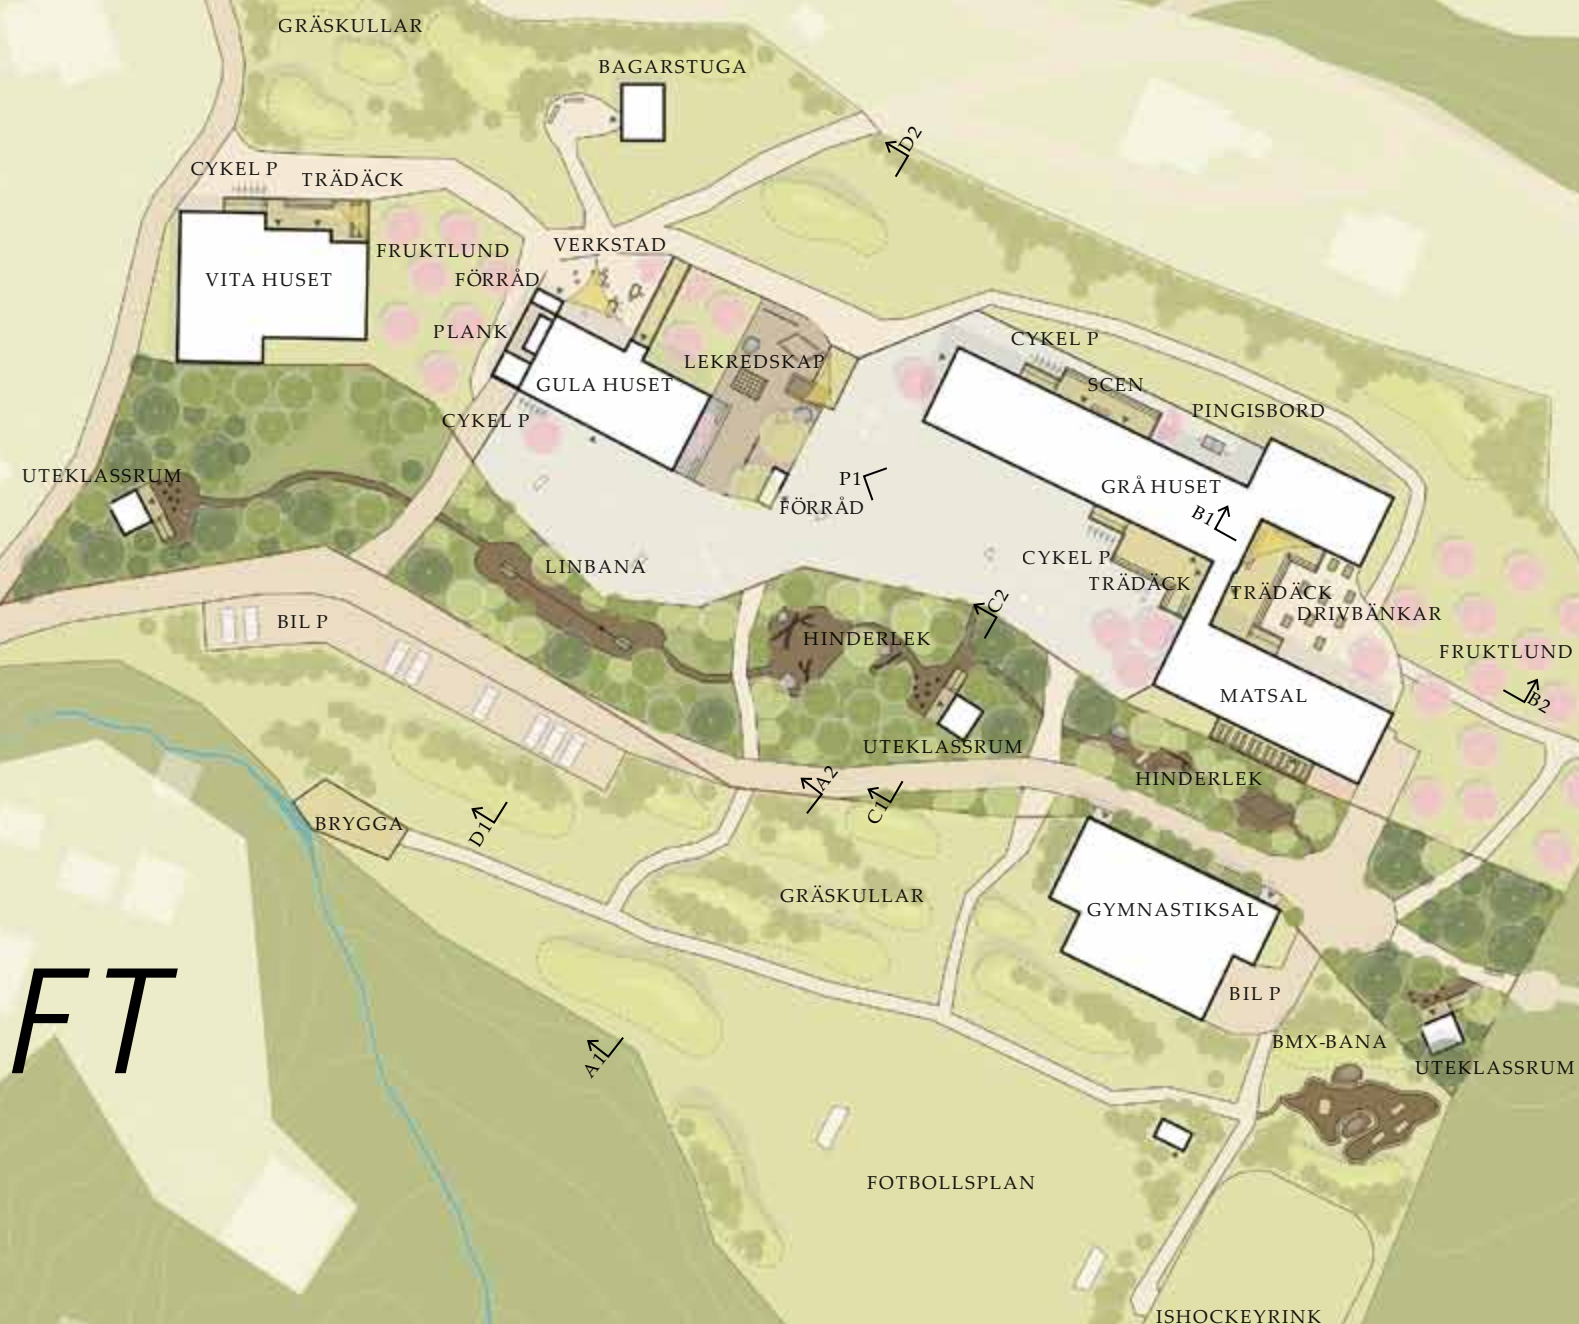 GRÄSKULLAR
BAGARSTUGA
D2
CYKEL P
TRÄDÄCK
VERKSTAD
FRUKTLUND
VITA HUSET
FÖRRÅD
PLANK
CYKEL P
LEKREDSKAP
GULA HUSET
SCEN
PINGISBORD
CYKEL P
UTEKLASSRUM
P1
GRÅ HUSET
FÖRRÅD
B1
CYKEL P
LINBANA
TRÄDÄCK
TRÄDÄCK
C2
DRIVBÄNKAR
BIL P
HINDERLEK
FRUKTLUND
MATSAL
B2
UTEKLASSRUM
A2
HINDERLEK
C1
D1
BRYGGA
GRÄSKULLAR
GYMNASTIKSAL
FT
BIL P
BMX-BANA
A1
UTEKLASSRUM
FOTBOLLSPLAN
ISHOCKEYRINK